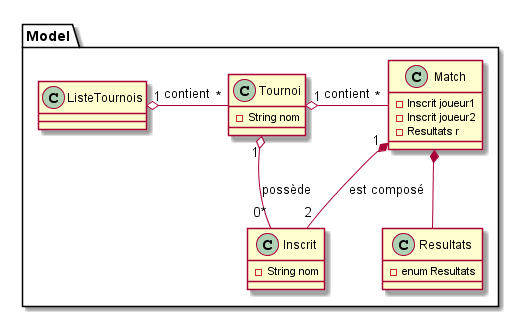 Model
C ListeTournois
1 contient *
C Tournoi
String nom
1 contient *
C Match
Inscrit joueur1
Inscrit joueur2
Resultats r
1
possède
0*
1
est composé
2
C Inscrit
String nom
C Resultats
enum Resultats